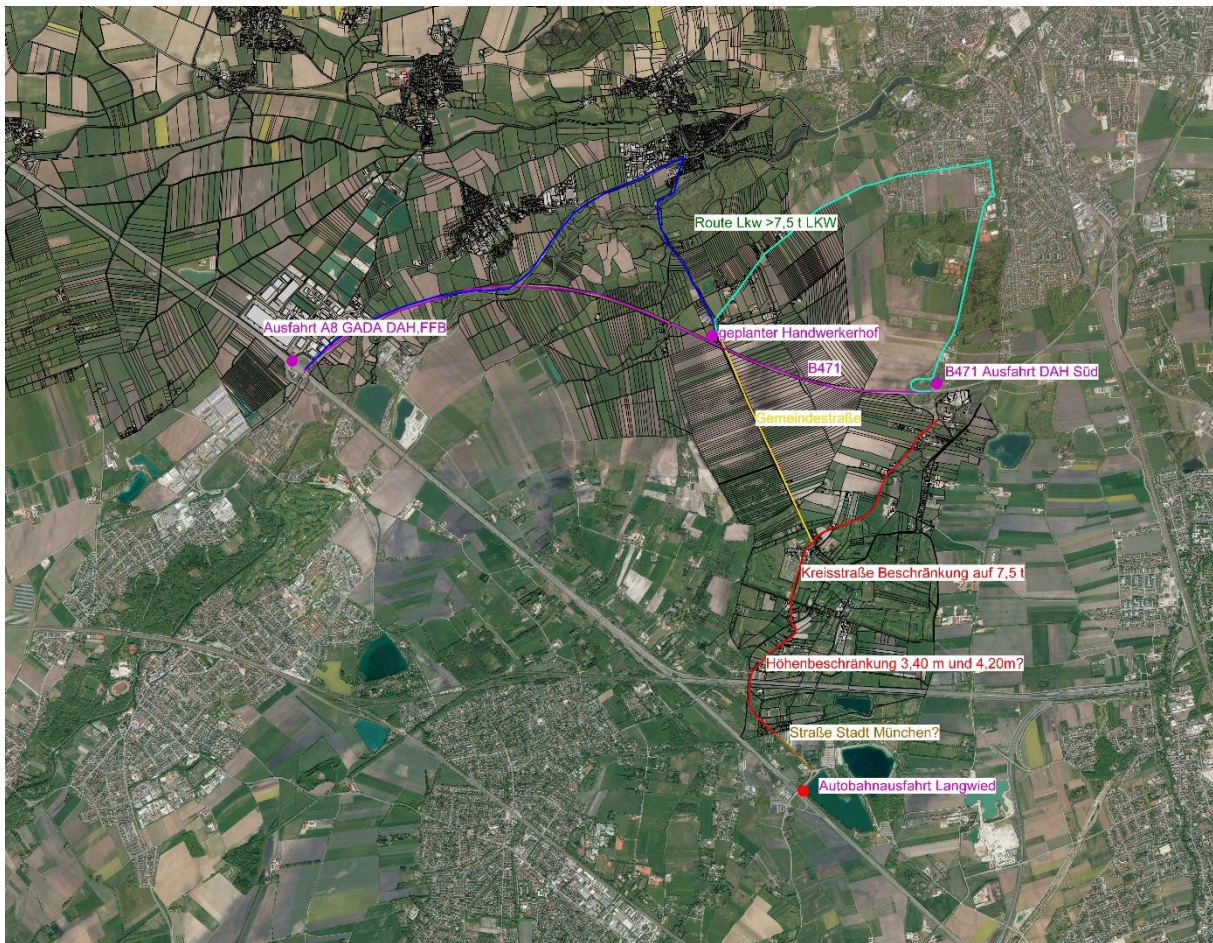 Route Lkw >7,5 t LKW
Ausfahrt A8 GADA DAH,FFB
geplanter Handwerkerhof
B471
B471 Ausfahrt DAH Süd
Gemeindestraße
Kreisstraße Beschränkung auf 7,5 t
Höhenbeschränkung 3,40 m und 4,20m?
Straße Stadt München?
Autobahnausfahrt Langwied